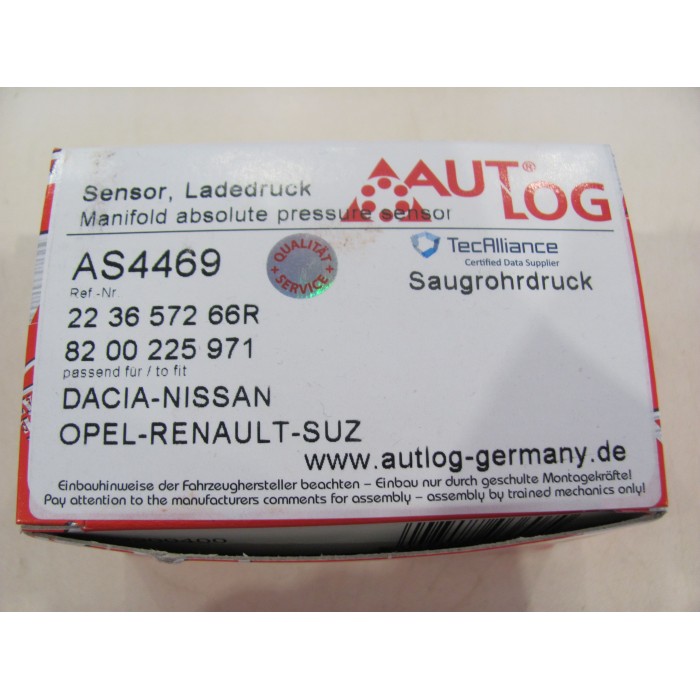 Sensor, Ladedruck
Manifold absolute pressure sensor
AUT LOG®
AS4469
QUALITÄT SERVICE
TecAlliance
Certified Data Supplier
Saugrohrdruck
Ref.-Nr.
22 36 572 66R
82 00 225 971
passend für / to fit
DACIA-NISSAN
OPEL-RENAULT-SUZ
www.autlog-germany.de
Einbauhinweise der Fahrzeughersteller beachten - Einbau nur durch geschulte Montagekräfte!
Pay attention to the manufacturers comments for assembly - assembly by trained mechanics only!